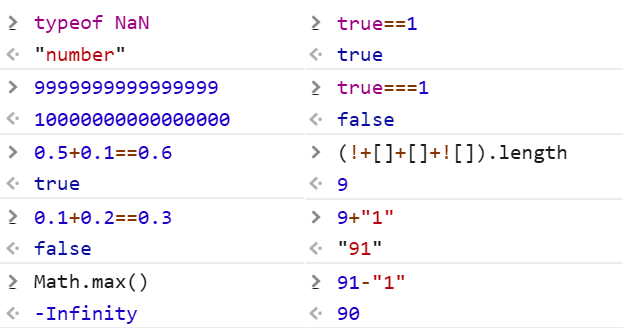 typeof NaN
"number"
9999999999999999
10000000000000000
0.5+0.1==0.6
true
0.1+0.2==0.3
false
Math.max()
-Infinity
true==1
true
true===1
false
(!+[]+[]+![]).length
9
9+"1"
"91"
91-"1"
90